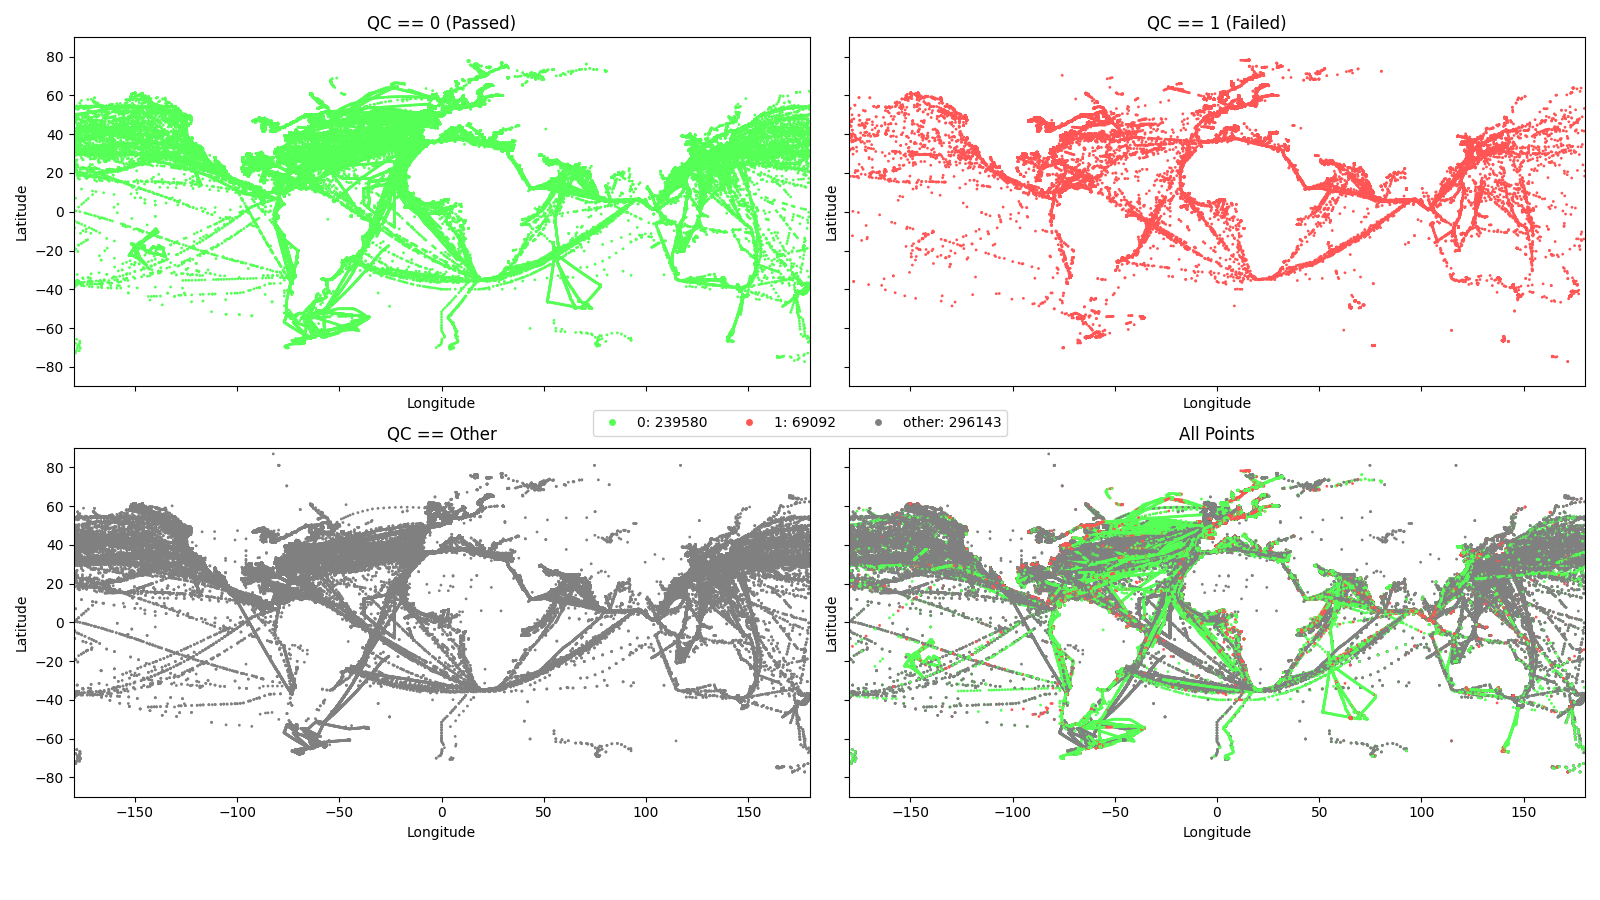 QC == 0 (Passed)
QC == 1 (Failed)
80
60
40
20
0
−20
−40
−60
−80
Latitude
Latitude
Longitude
Longitude
0: 239580
1: 69092
other: 296143
QC == Other
All Points
80
60
40
20
0
−20
−40
−60
−80
Latitude
Latitude
−150
−100
−50
0
50
100
150
−150
−100
−50
0
50
100
150
Longitude
Longitude